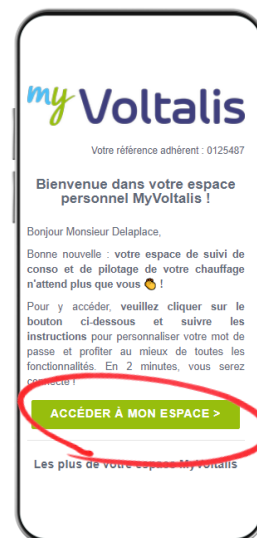 my Voltalis
Votre référence adhérent : 0125487
Bienvenue dans votre espace
personnel MyVoltalis !
Bonjour Monsieur Delaplace,
Bonne nouvelle : votre espace de suivi de
conso et de pilotage de votre chauffage
n'attend plus que vous 👏 !
Pour y accéder, veuillez cliquer sur le
bouton ci-dessous et suivre les
instructions pour personnaliser votre mot de
passe et profiter au mieux de toutes les
fonctionnalités. En 2 minutes, vous serez
connecté !
ACCÉDER À MON ESPACE >
Les plus de votre espace MyVoltalis